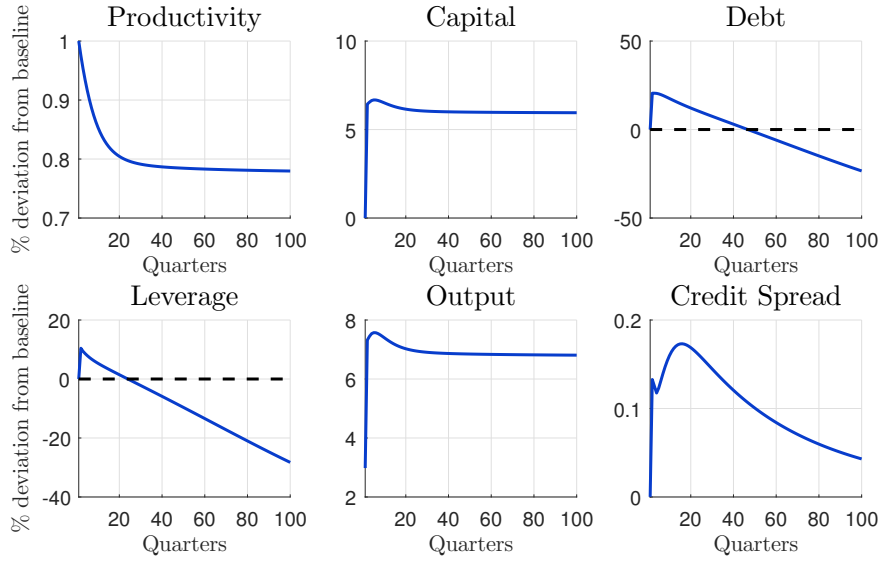 Productivity
% deviation from baseline
1
0.9
0.8
0.7
20 40 60 80 100
Quarters
Capital
10
5
0
20 40 60 80 100
Quarters
Debt
50
0
-50
20 40 60 80 100
Quarters
Leverage
% deviation from baseline
20
0
-20
-40
20 40 60 80 100
Quarters
Output
8
6
4
2
20 40 60 80 100
Quarters
Credit Spread
0.2
0.1
0
20 40 60 80 100
Quarters